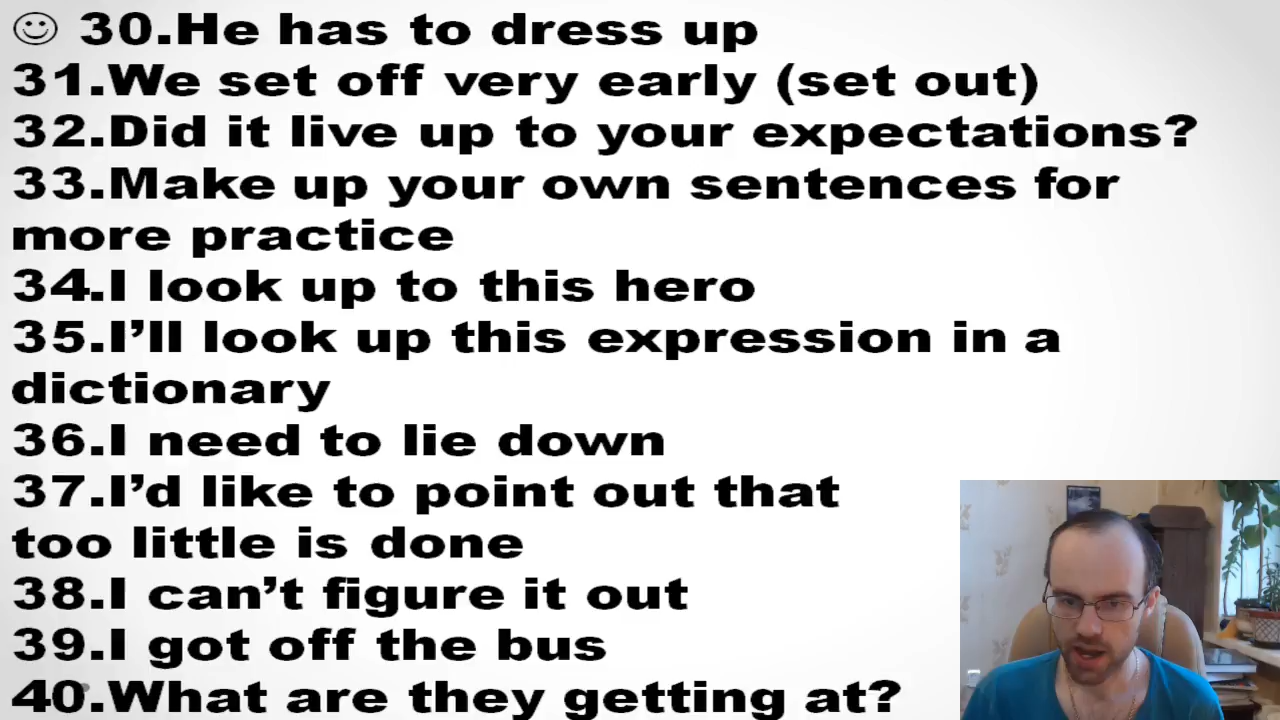 ☺ 30.He has to dress up
31.We set off very early (set out)
32.Did it live up to your expectations?
33.Make up your own sentences for
more practice
34.I look up to this hero
35.I’ll look up this expression in a
dictionary
36.I need to lie down
37.I’d like to point out that
too little is done
38.I can’t figure it out
39.I got off the bus
40.What are they getting at?